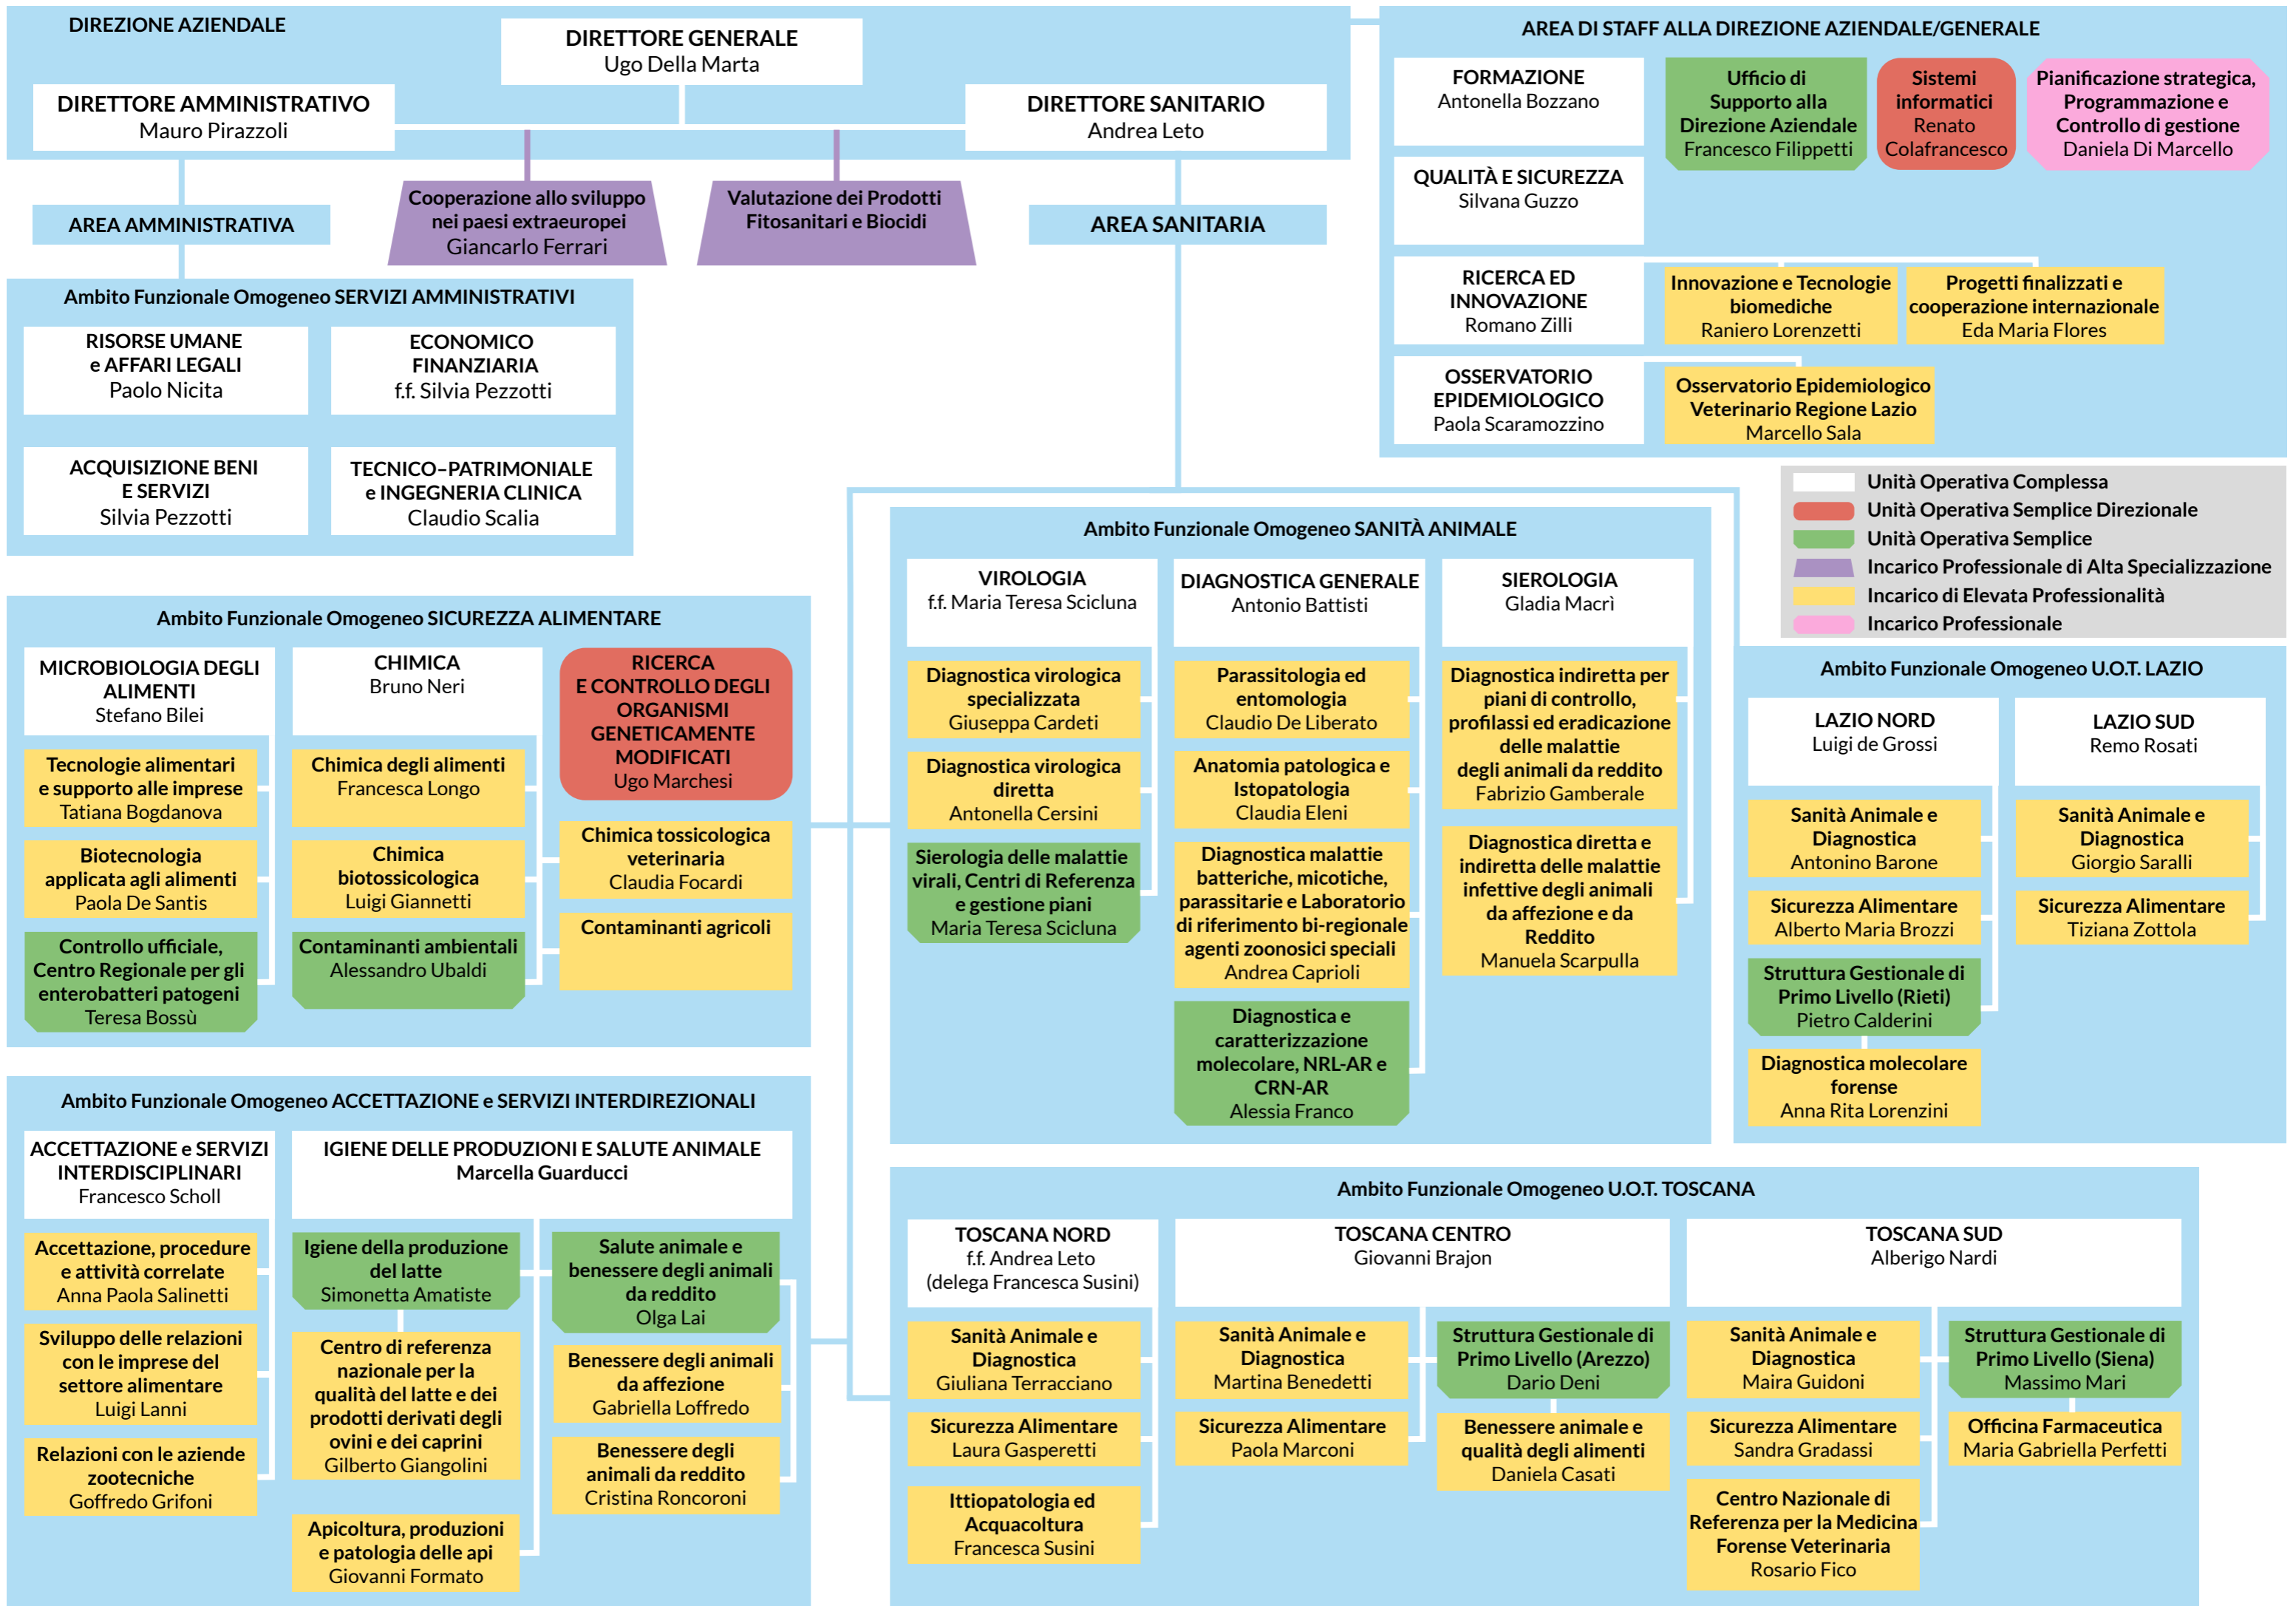 DIREZIONE AZIENDALE
DIRETTORE GENERALE
Ugo Della Marta
DIRETTORE AMMINISTRATIVO
Mauro Pirazzoli
DIRETTORE SANITARIO
Andrea Leto
Cooperazione allo sviluppo
nei paesi extraeuropei
Giancarlo Ferrari
Valutazione dei Prodotti
Fitosanitari e Biocidi
AREA AMMINISTRATIVA
AREA SANITARIA
AREA DI STAFF ALLA DIREZIONE AZIENDALE/GENERALE
FORMAZIONE
Antonella Bozzano
Ufficio di
Supporto alla
Direzione Aziendale
Francesco Filippetti
Sistemi
informatici
Renato
Colafrancesco
Pianificazione strategica,
Programmazione e
Controllo di gestione
Daniela Di Marcello
QUALITÀ E SICUREZZA
Silvana Guzzo
RICERCA ED
INNOVAZIONE
Romano Zilli
Innovazione e Tecnologie
biomediche
Raniero Lorenzetti
Progetti finalizzati e
cooperazione internazionale
Eda Maria Flores
OSSERVATORIO
EPIDEMIOLOGICO
Paola Scaramozzino
Osservatorio Epidemiologico
Veterinario Regione Lazio
Marcello Sala
Ambito Funzionale Omogeneo SERVIZI AMMINISTRATIVI
RISORSE UMANE
e AFFARI LEGALI
Paolo Nicita
ECONOMICO
FINANZIARIA
f.f. Silvia Pezzotti
ACQUISIZIONE BENI
E SERVIZI
Silvia Pezzotti
TECNICO–PATRIMONIALE
e INGEGNERIA CLINICA
Claudio Scalia
Unità Operativa Complessa
Unità Operativa Semplice Direzionale
Unità Operativa Semplice
Incarico Professionale di Alta Specializzazione
Incarico di Elevata Professionalità
Incarico Professionale
Ambito Funzionale Omogeneo SICUREZZA ALIMENTARE
MICROBIOLOGIA DEGLI
ALIMENTI
Stefano Bilei
Tecnologie alimentari
e supporto alle imprese
Tatiana Bogdanova
Biotecnologia
applicata agli alimenti
Paola De Santis
Controllo ufficiale,
Centro Regionale per gli
enterobatteri patogeni
Teresa Bossù
CHIMICA
Bruno Neri
Chimica degli alimenti
Francesca Longo
Chimica
biotossicologica
Luigi Giannetti
Contaminanti ambientali
Alessandro Ubaldi
RICERCA
E CONTROLLO DEGLI
ORGANISMI
GENETICAMENTE
MODIFICATI
Ugo Marchesi
Chimica tossicologica
veterinaria
Claudia Focardi
Contaminanti agricoli
Ambito Funzionale Omogeneo SANITÀ ANIMALE
VIROLOGIA
f.f. Maria Teresa Scicluna
Diagnostica virologica
specializzata
Giuseppa Cardeti
Diagnostica virologica
diretta
Antonella Cersini
Sierologia delle malattie
virali, Centri di Referenza
e gestione piani
Maria Teresa Scicluna
DIAGNOSTICA GENERALE
Antonio Battisti
Parassitologia ed
entomologia
Claudio De Liberato
Anatomia patologica e
Istopatologia
Claudia Eleni
Diagnostica malattie
batteriche, micotiche,
parassitarie e Laboratorio
di riferimento bi-regionale
agenti zoonosici speciali
Andrea Caprioli
Diagnostica e
caratterizzazione
molecolare, NRL-AR e
CRN-AR
Alessia Franco
SIEROLOGIA
Gladia Macrì
Diagnostica indiretta per
piani di controllo,
profilassi ed eradicazione
delle malattie
degli animali da reddito
Fabrizio Gamberale
Diagnostica diretta e
indiretta delle malattie
infettive degli animali
da affezione e da
Reddito
Manuela Scarpulla
Ambito Funzionale Omogeneo U.O.T. LAZIO
LAZIO NORD
Luigi de Grossi
Sanità Animale e
Diagnostica
Antonino Barone
Sicurezza Alimentare
Alberto Maria Brozzi
Struttura Gestionale di
Primo Livello (Rieti)
Pietro Calderini
Diagnostica molecolare
forense
Anna Rita Lorenzini
LAZIO SUD
Remo Rosati
Sanità Animale e
Diagnostica
Giorgio Saralli
Sicurezza Alimentare
Tiziana Zottola
Ambito Funzionale Omogeneo ACCETTAZIONE e SERVIZI INTERDIREZIONALI
ACCETTAZIONE e SERVIZI
INTERDISCIPLINARI
Francesco Scholl
Accettazione, procedure
e attività correlate
Anna Paola Salinetti
Sviluppo delle relazioni
con le imprese del
settore alimentare
Luigi Lanni
Relazioni con le aziende
zootecniche
Goffredo Grifoni
IGIENE DELLE PRODUZIONI E SALUTE ANIMALE
Marcella Guarducci
Igiene della produzione
del latte
Simonetta Amatiste
Centro di referenza
nazionale per la
qualità del latte e dei
prodotti derivati degli
ovini e dei caprini
Gilberto Giangolini
Apicoltura, produzioni
e patologia delle api
Giovanni Formato
Salute animale e
benessere degli animali
da reddito
Olga Lai
Benessere degli animali
da affezione
Gabriella Loffredo
Benessere degli
animali da reddito
Cristina Roncoroni
Ambito Funzionale Omogeneo U.O.T. TOSCANA
TOSCANA NORD
f.f. Andrea Leto
(delega Francesca Susini)
Sanità Animale e
Diagnostica
Giuliana Terracciano
Sicurezza Alimentare
Laura Gasperetti
Ittiopatologia ed
Acquacoltura
Francesca Susini
TOSCANA CENTRO
Giovanni Brajon
Sanità Animale e
Diagnostica
Martina Benedetti
Sicurezza Alimentare
Paola Marconi
Struttura Gestionale di
Primo Livello (Arezzo)
Dario Deni
Benessere animale e
qualità degli alimenti
Daniela Casati
TOSCANA SUD
Alberigo Nardi
Sanità Animale e
Diagnostica
Maira Guidoni
Sicurezza Alimentare
Sandra Gradassi
Centro Nazionale di
Referenza per la Medicina
Forense Veterinaria
Rosario Fico
Struttura Gestionale di
Primo Livello (Siena)
Massimo Mari
Officina Farmaceutica
Maria Gabriella Perfetti